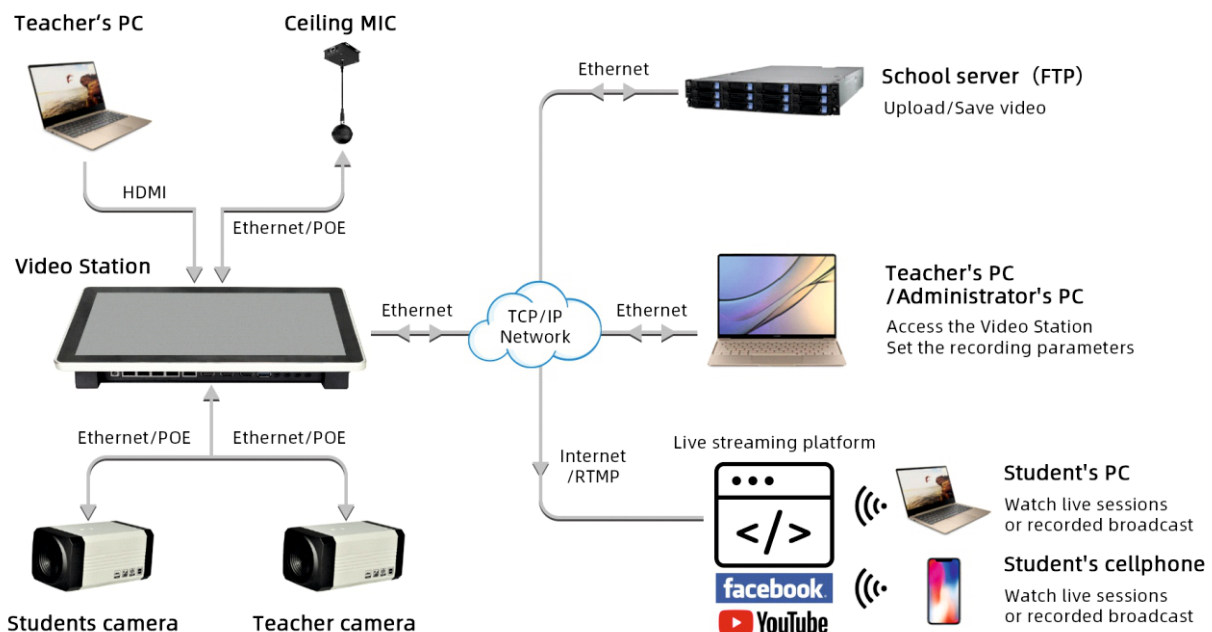 Teacher's PC
Ceiling MIC
Ethernet
School server（FTP）
Upload/Save video
HDMI
Ethernet/POE
Video Station
Ethernet
TCP/IP
Network
Ethernet
Teacher's PC
/Administrator's PC
Access the Video Station
Set the recording parameters
Ethernet/POE
Ethernet/POE
Internet
/RTMP
Live streaming platform
</>
Student's PC
Watch live sessions
or recorded broadcast
facebook.
YouTube
Student's cellphone
Watch live sessions
or recorded broadcast
Students camera
Teacher camera